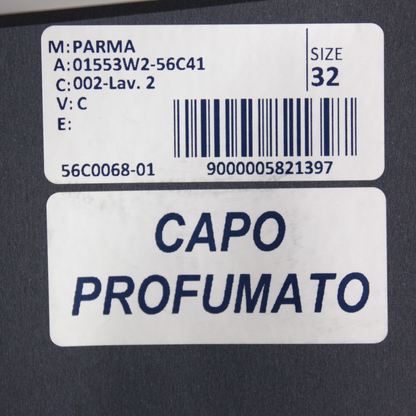 M: PARMA
A: 01553W2-56C41
C: 002-Lav. 2
V: C
E:
SIZE
32
56C0068-01
9000005821397
CAPO
PROFUMATO